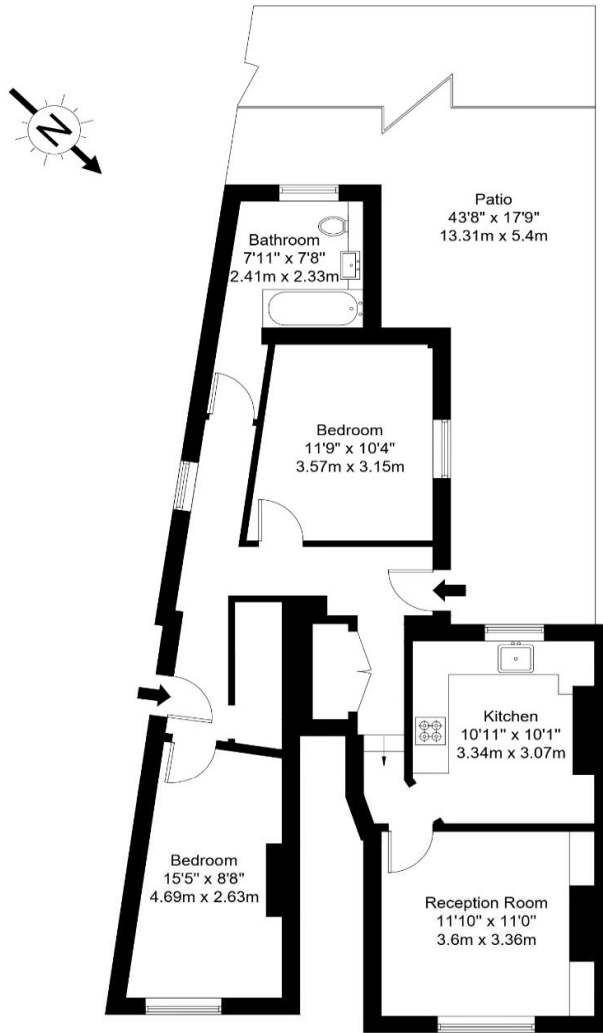 N
Patio
43'8" x 17'9"
13.31m x 5.4m
Bathroom
7'11" x 7'8"
2.41m x 2.33m
Bedroom
11'9" x 10'4"
3.57m x 3.15m
Kitchen
10'11" x 10'1"
3.34m x 3.07m
Bedroom
15'5" x 8'8"
4.69m x 2.63m
Reception Room
11'10" x 11'0"
3.6m x 3.36m